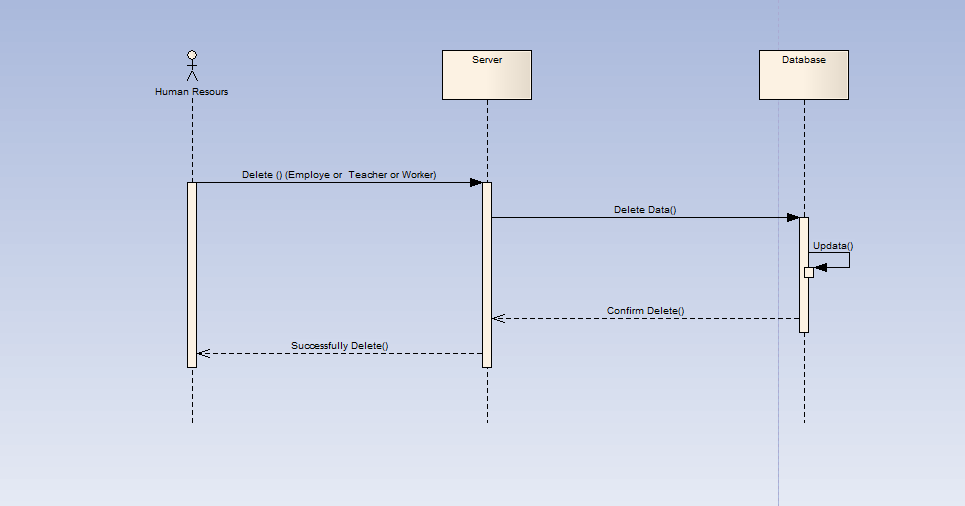 Server
Database
Human Resours
Delete () (Employe or  Teacher or Worker)
Delete Data()
Updata()
Confirm Delete()
Successfully Delete()